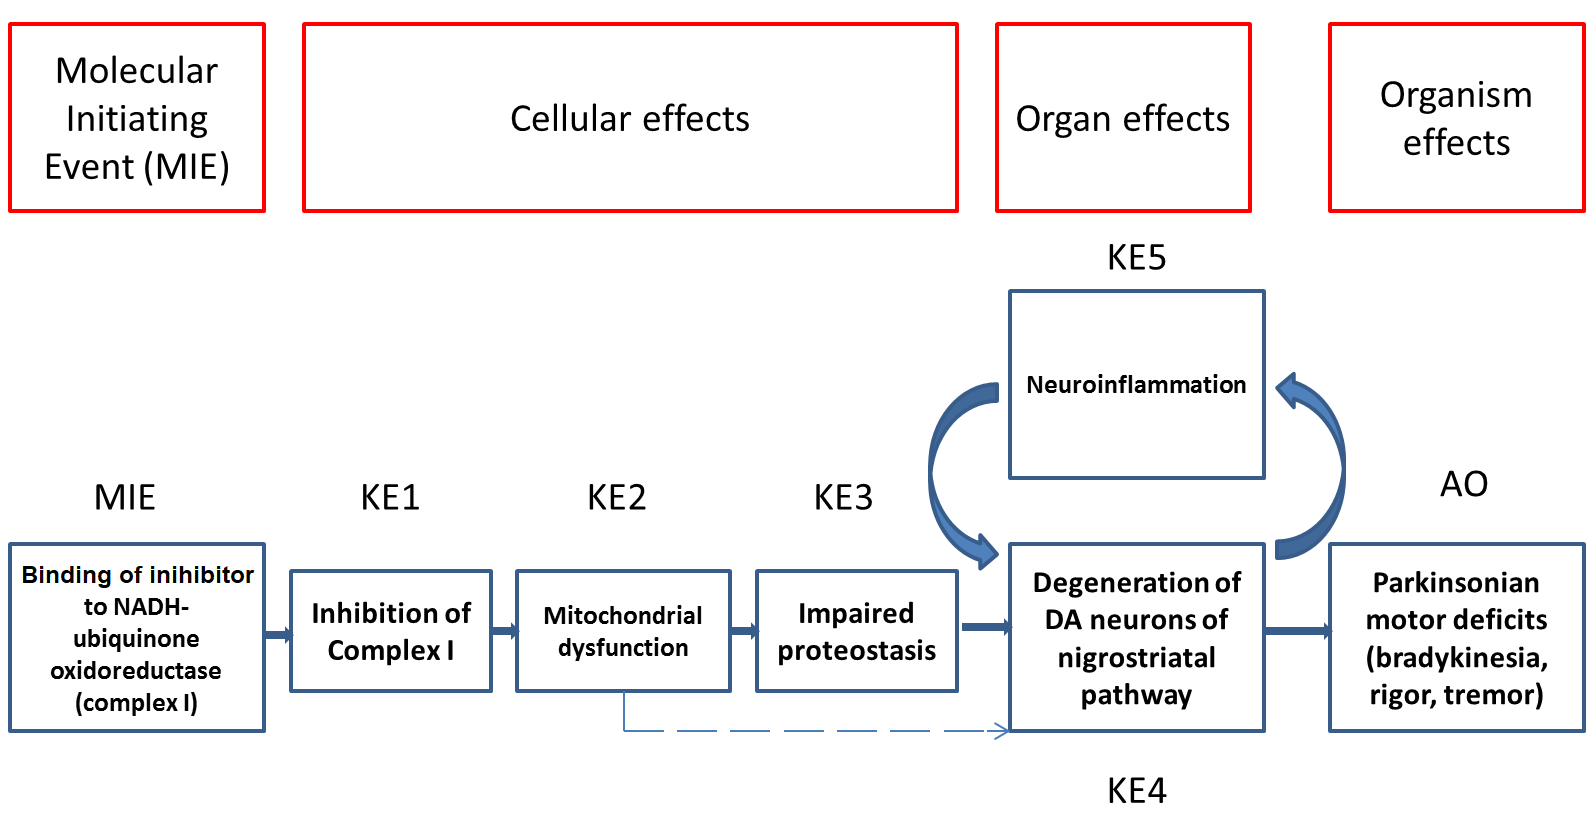 Molecular
Initiating
Event (MIE)
Cellular effects
Organ effects
Organism
effects
KE5
Neuroinflammation
MIE
KE1
KE2
KE3
AO
Binding of inihibitor
to NADH-
ubiquinone
oxidoreductase
(complex I)
Inhibition of
Complex I
Mitochondrial
dysfunction
Impaired
proteostasis
Degeneration of
DA neurons of
nigrostriatal
pathway
Parkinsonian
motor deficits
(bradykinesia,
rigor, tremor)
KE4